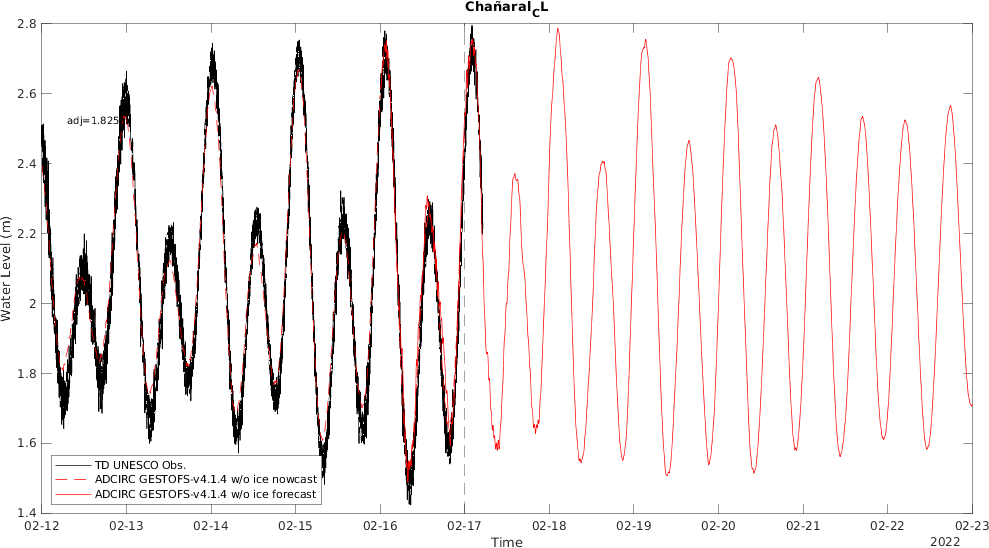 Chañaral_CL
2.8
2.6
2.4
2.2
2
1.8
1.6
1.4
Water Level (m)
adj=1.825
TD UNESCO Obs.
ADCIRC GESTOFS-v4.1.4 w/o ice nowcast
ADCIRC GESTOFS-v4.1.4 w/o ice forecast
02-12 02-13 02-14 02-15 02-16 02-17 02-18 02-19 02-20 02-21 02-22 02-23
Time
2022